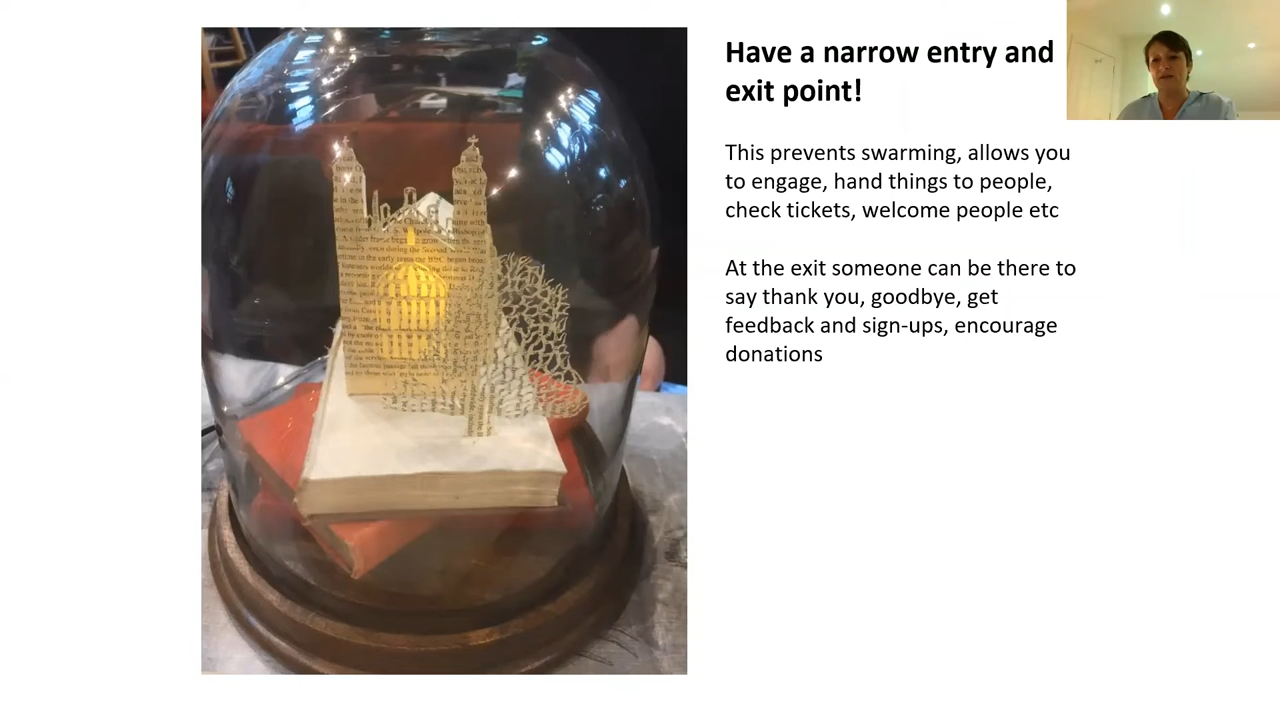 Have a narrow entry and
exit point!
This prevents swarming, allows you
to engage, hand things to people,
check tickets, welcome people etc
At the exit someone can be there to
say thank you, goodbye, get
feedback and sign-ups, encourage
donations